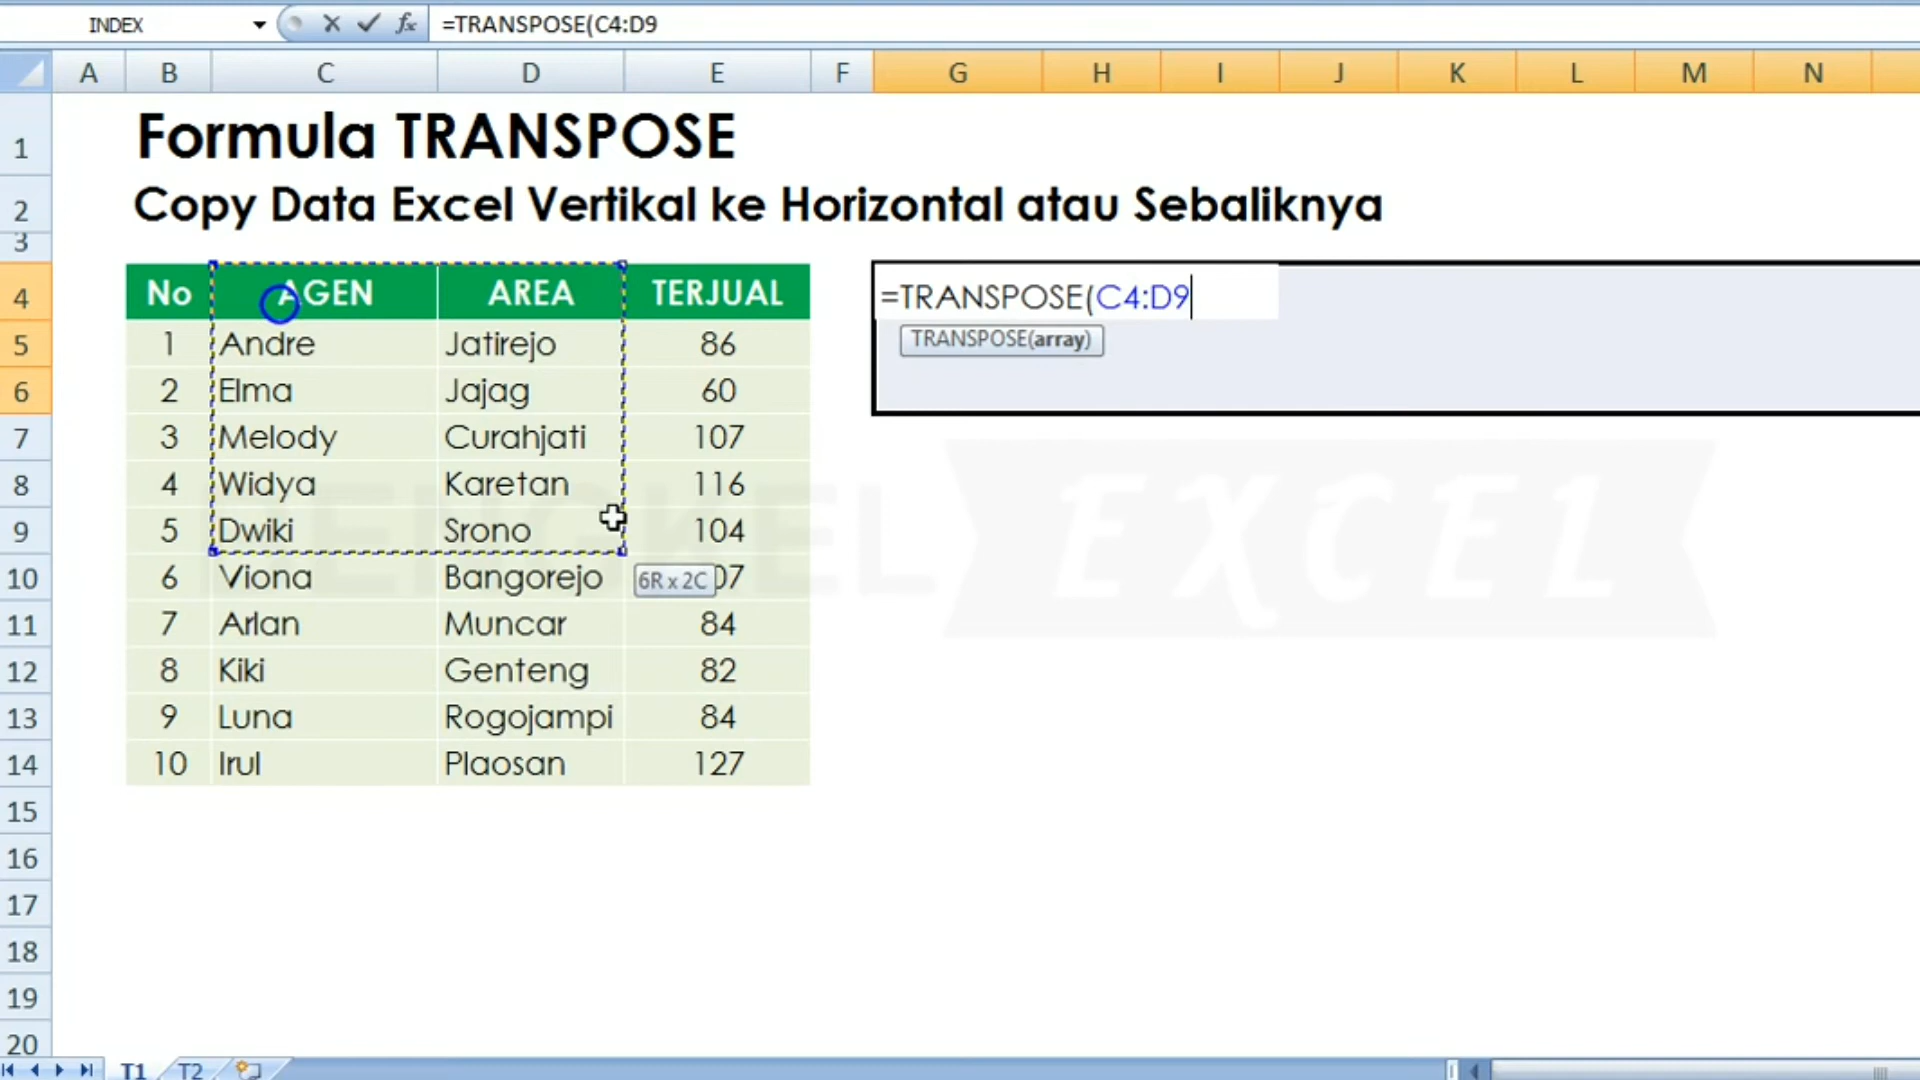 INDEX =TRANSPOSE(C4:D9
A B C D E F G H I J K L M N
1 Formula TRANSPOSE
2 Copy Data Excel Vertikal ke Horizontal atau Sebaliknya
3
4 No AGEN AREA TERJUAL =TRANSPOSE(C4:D9
TRANSPOSE(array)
5 1 Andre Jatirejo 86
6 2 Elma Jajag 60
7 3 Melody Curahjati 107
8 4 Widya Karetan 116
9 5 Dwiki Srono 104
EXCEL
10 6 Viona Bangorejo 6R x 2C 07
11 7 Arlan Muncar 84
12 8 Kiki Genteng 82
13 9 Luna Rogojampi 84
14 10 Irul Plaosan 127
15
16
17
18
19
20
T1 T2